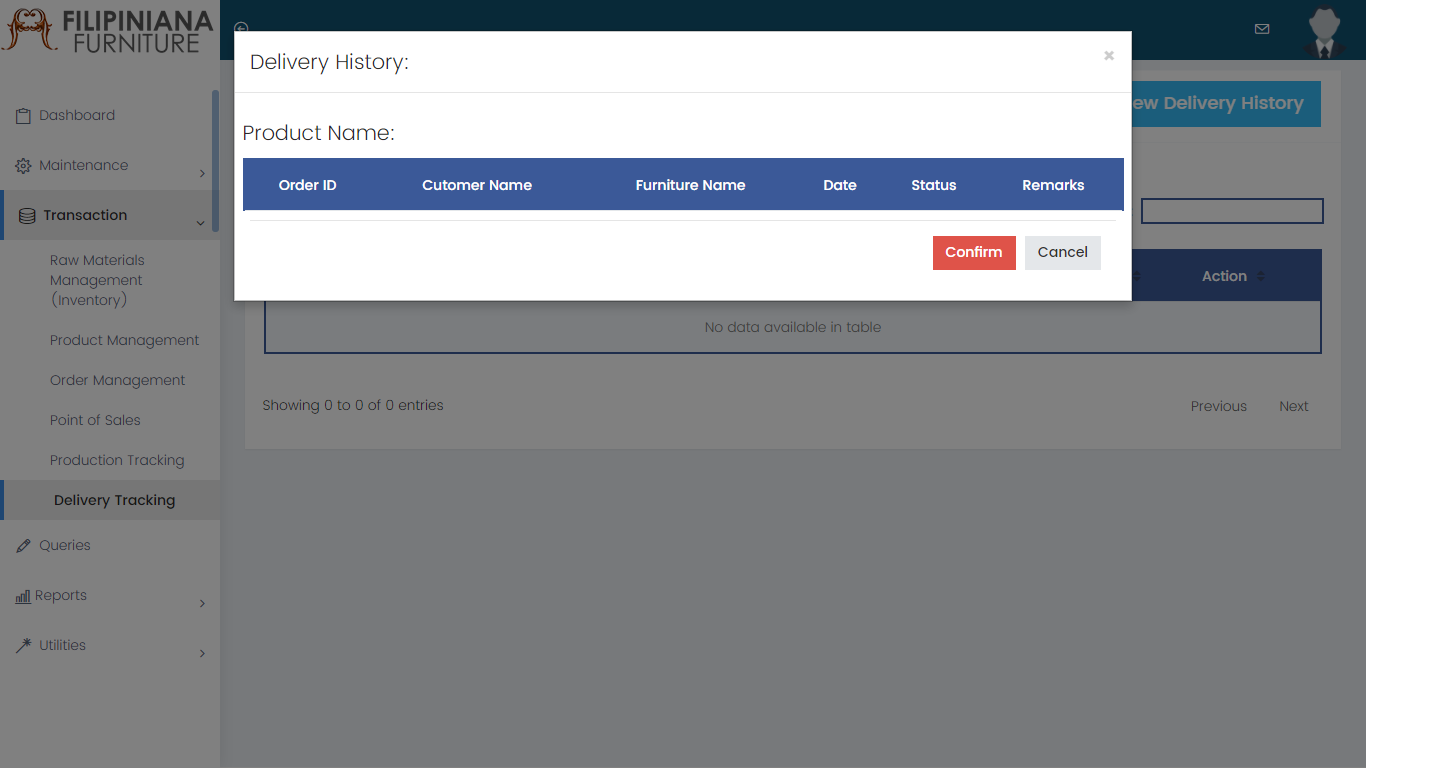 FILIPINIANA
FURNITURE
Dashboard
Maintenance
Transaction
Raw Materials
Management
(Inventory)
Product Management
Order Management
Point of Sales
Production Tracking
Delivery Tracking
Queries
Reports
Utilities
Delivery History:
×
ew Delivery History
Product Name:
Order ID Cutomer Name Furniture Name Date Status Remarks
Confirm Cancel
Action
No data available in table
Showing 0 to 0 of 0 entries
Previous Next